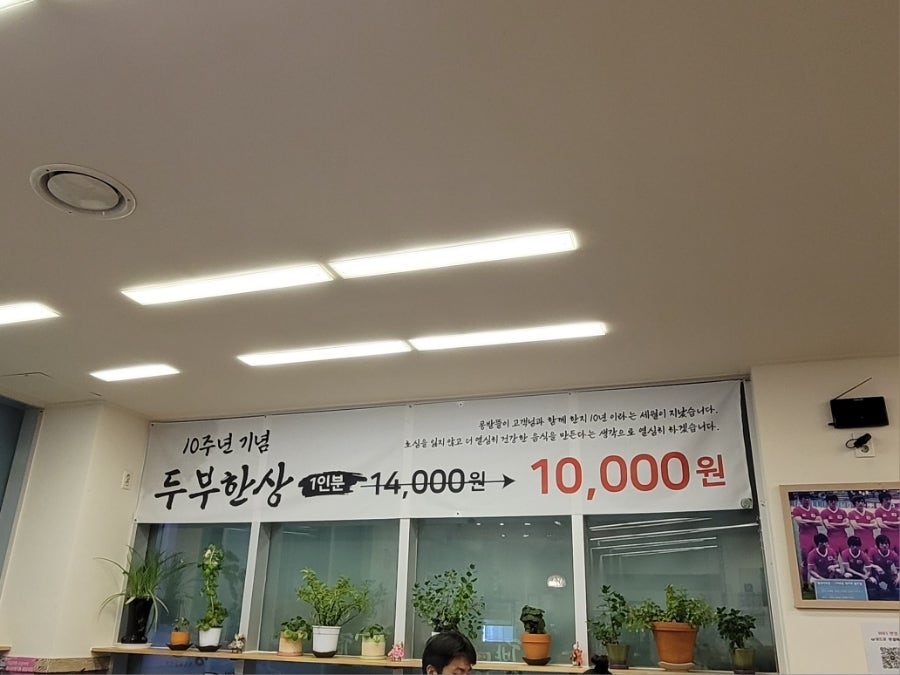 10주년 기념
두부한상 1인분 14,000원 → 10,000원
콩밭뜰이 고객님과 함께 한지 10년 이라는 세월이 지났습니다.
초심을 잃지 않고 더 열심히 건강한 음식을 만든다는 생각으로 열심히 하겠습니다.